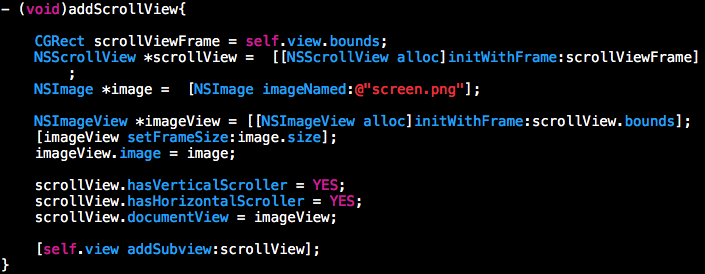 - (void)addScrollView{
CGRect scrollViewFrame = self.view.bounds;
NSScrollView *scrollView =  [[NSScrollView alloc]initWithFrame:scrollViewFrame]
;
NSImage *image =  [NSImage imageNamed:@"screen.png"];
NSImageView *imageView = [[NSImageView alloc]initWithFrame:scrollView.bounds];
[imageView setFrameSize:image.size];
imageView.image = image;
scrollView.hasVerticalScroller = YES;
scrollView.hasHorizontalScroller = YES;
scrollView.documentView = imageView;
[self.view addSubview:scrollView];
}